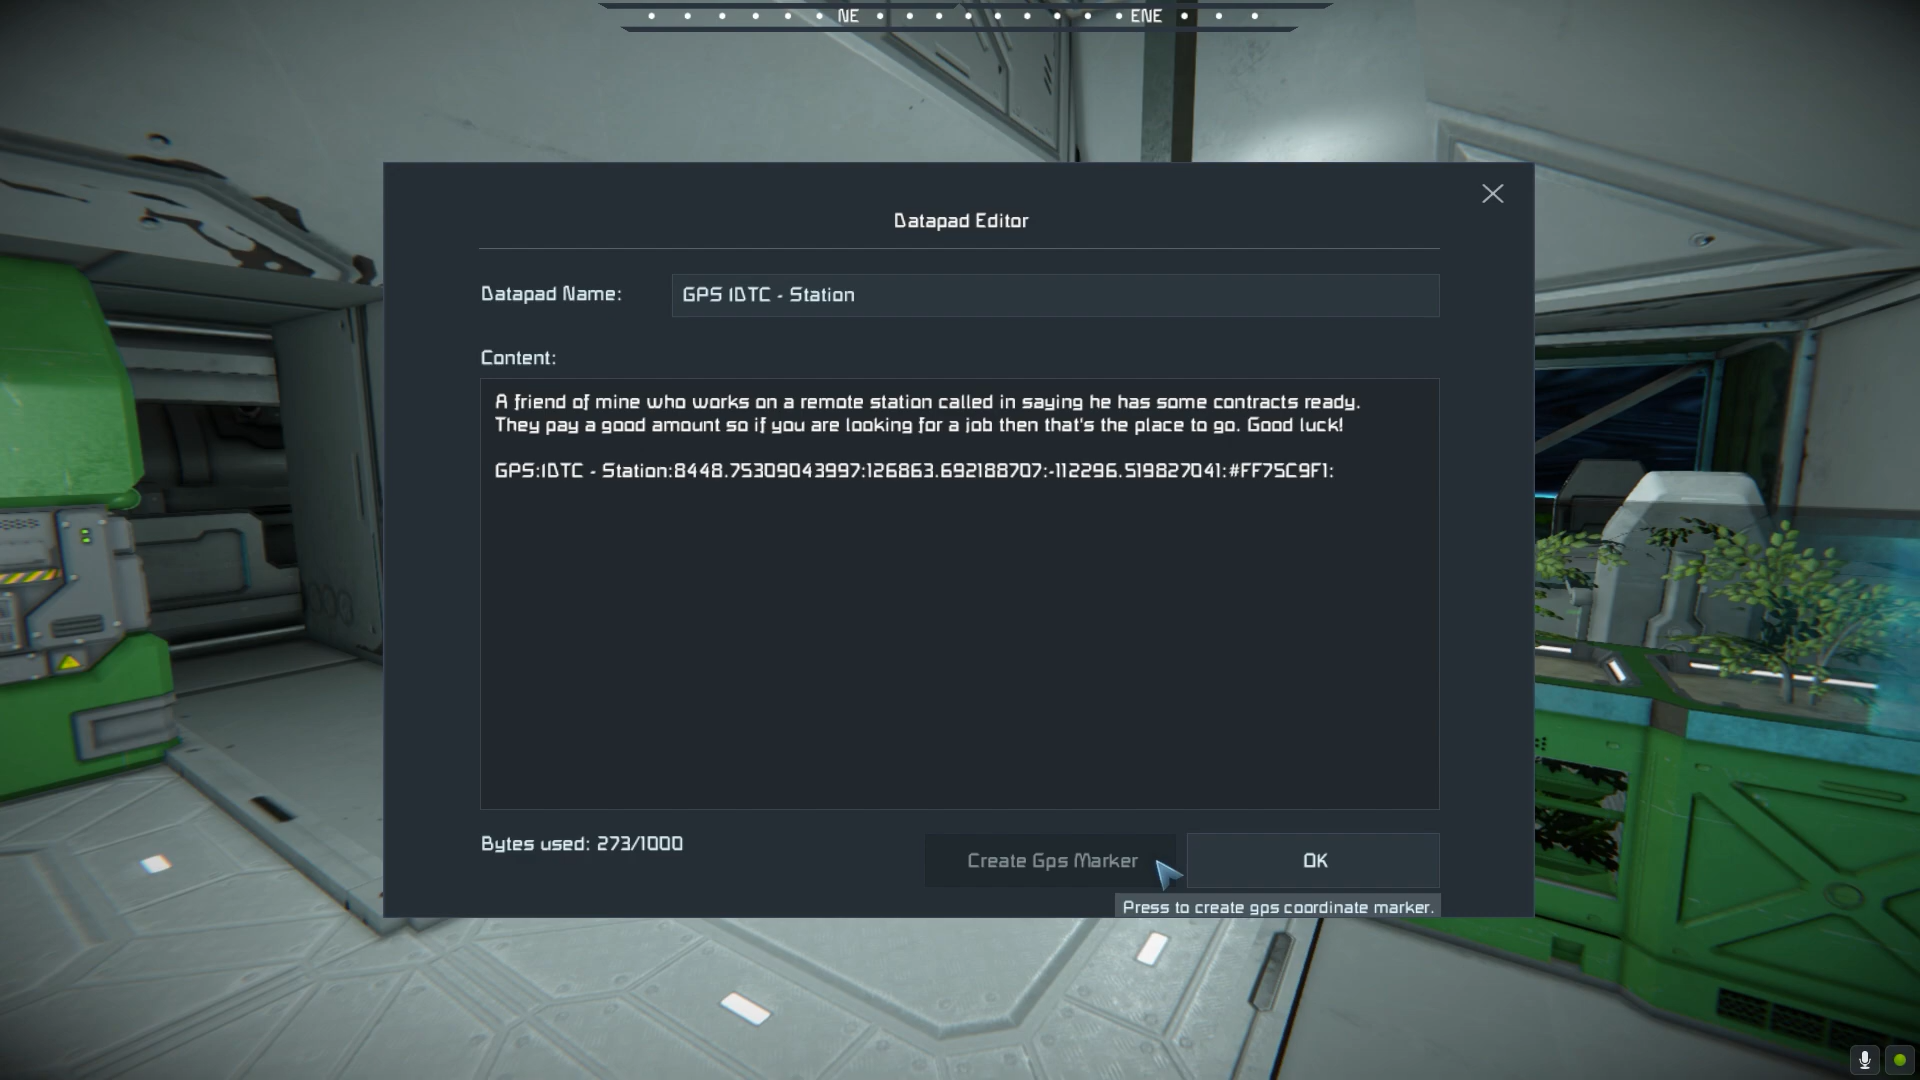 NE ENE
Datapad Editor
Datapad Name: GPS 1DTC - Station
Content:
A friend of mine who works on a remote station called in saying he has some contracts ready.
They pay a good amount so if you are looking for a job then that's the place to go. Good luck!
GPS:1DTC - Station:8448.75309043997:126863.692188707:-112296.519827041:#FF75C9F1:
Bytes used: 273/1000
Create Gps Marker
OK
Press to create gps coordinate marker.